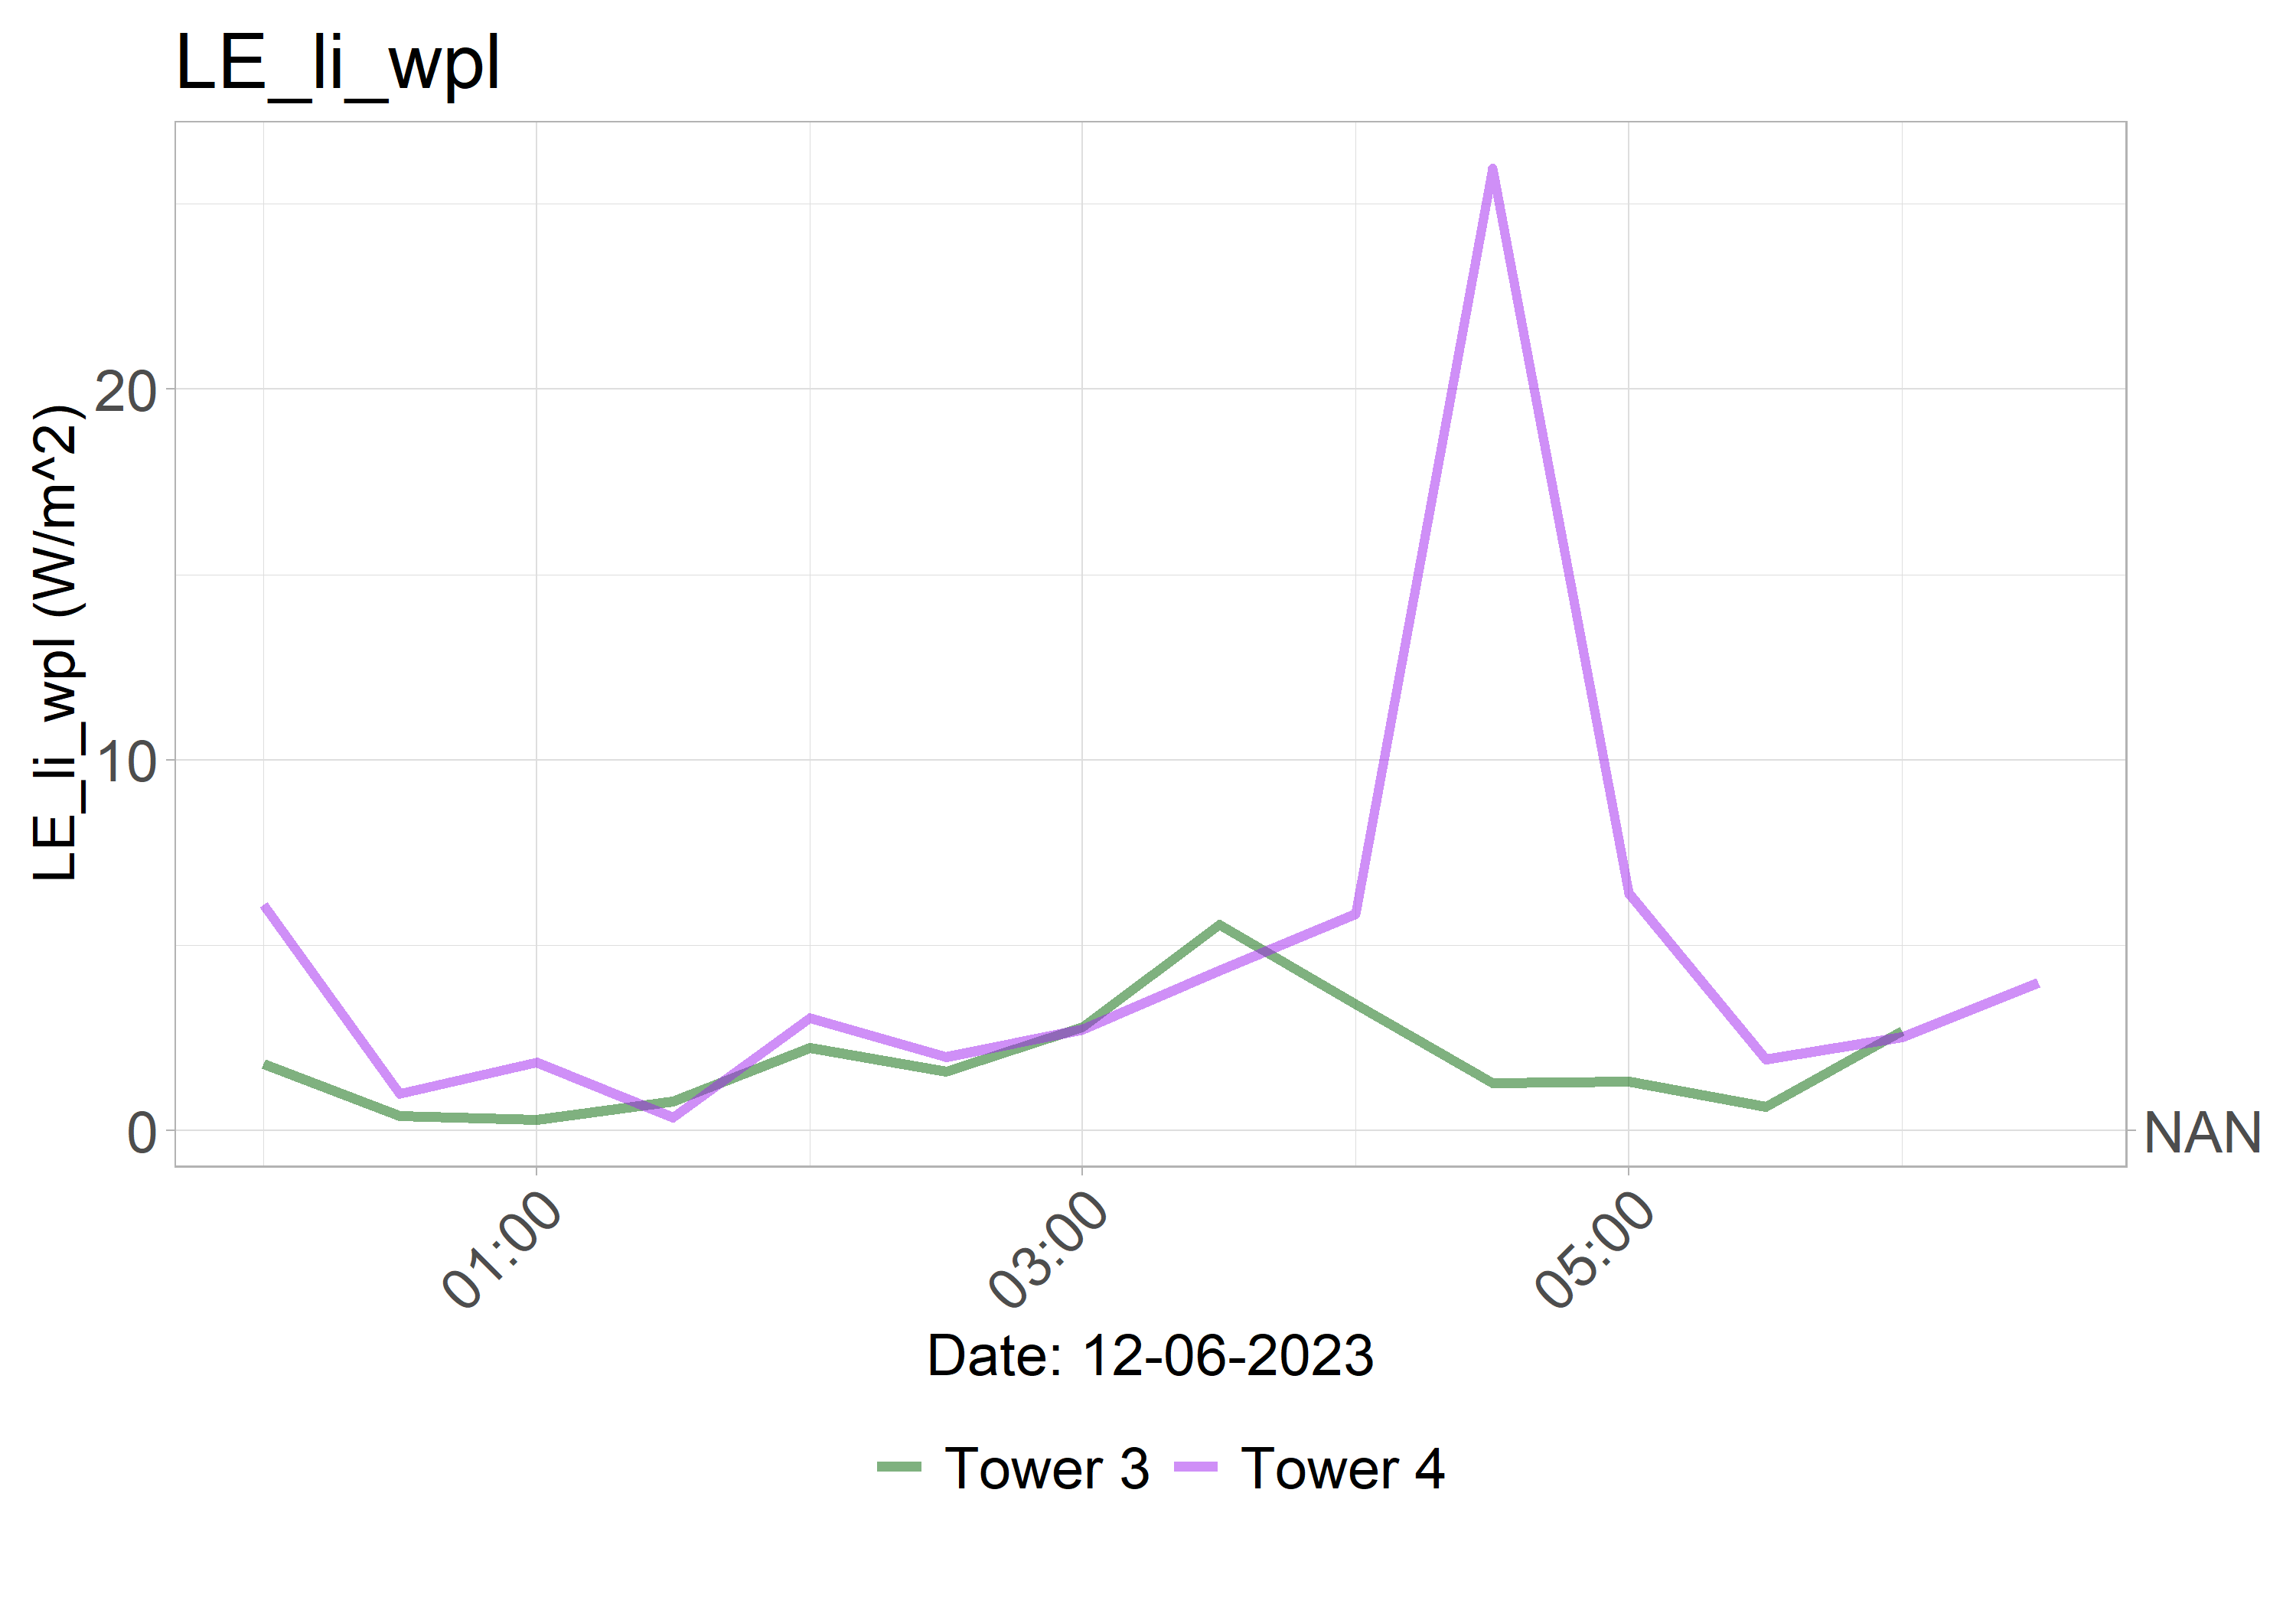 LE_li_wpl
LE_li_wpl (W/m^2)
20
10
0
NAN
01:00
03:00
05:00
Date: 12-06-2023
Tower 3
Tower 4